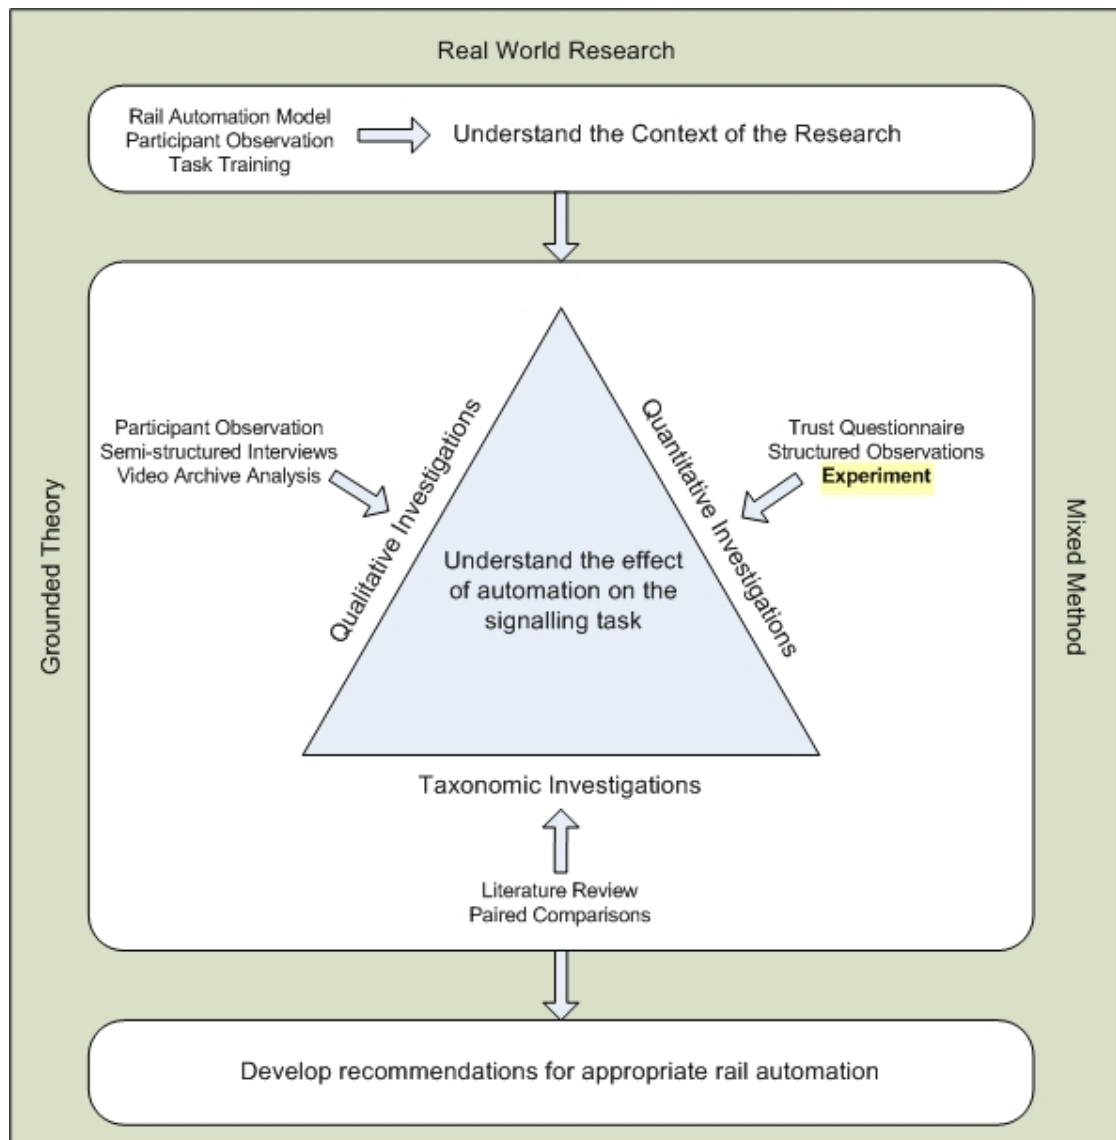 Real World Research
Rail Automation Model
Participant Observation
Task Training
Understand the Context of the Research
Grounded Theory
Participant Observation
Semi-structured Interviews
Video Archive Analysis
Qualitative Investigations
Understand the effect
of automation on the
signalling task
Quantitative Investigations
Trust Questionnaire
Structured Observations
Experiment
Mixed Method
Taxonomic Investigations
Literature Review
Paired Comparisons
Develop recommendations for appropriate rail automation